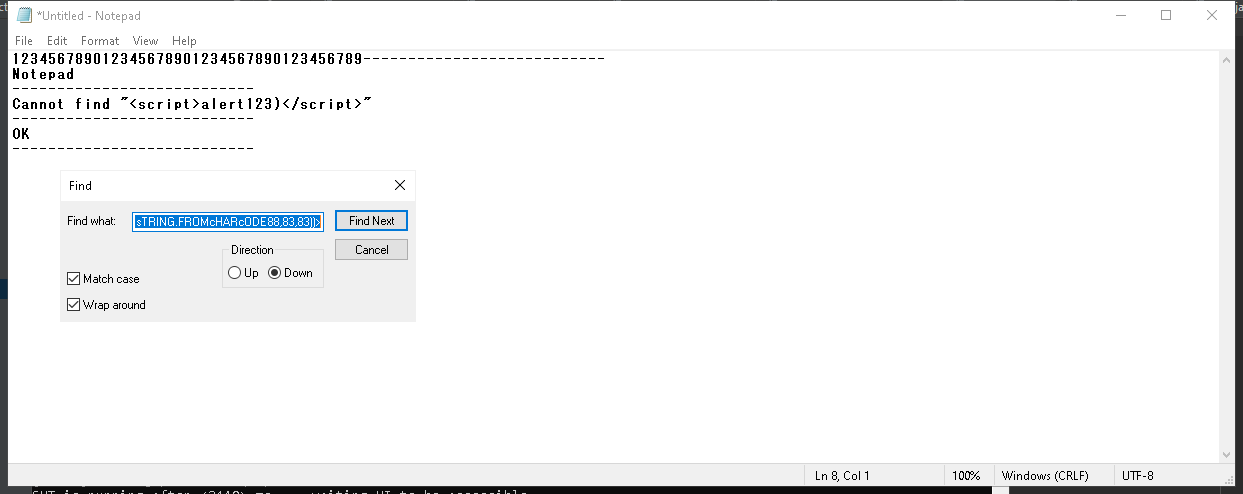 *Untitled - Notepad
File Edit Format View Help
123456789012345678901234567890123456789---------------------------
Notepad
---------------------------
Cannot find "<script>alert123)</script>"
---------------------------
OK
---------------------------
Find
Find what: sTRING.FROMcHARcODE88,83,83))> Find Next
Direction Cancel
Up Down
Match case
Wrap around
Ln 8, Col 1 100% Windows (CRLF) UTF-8